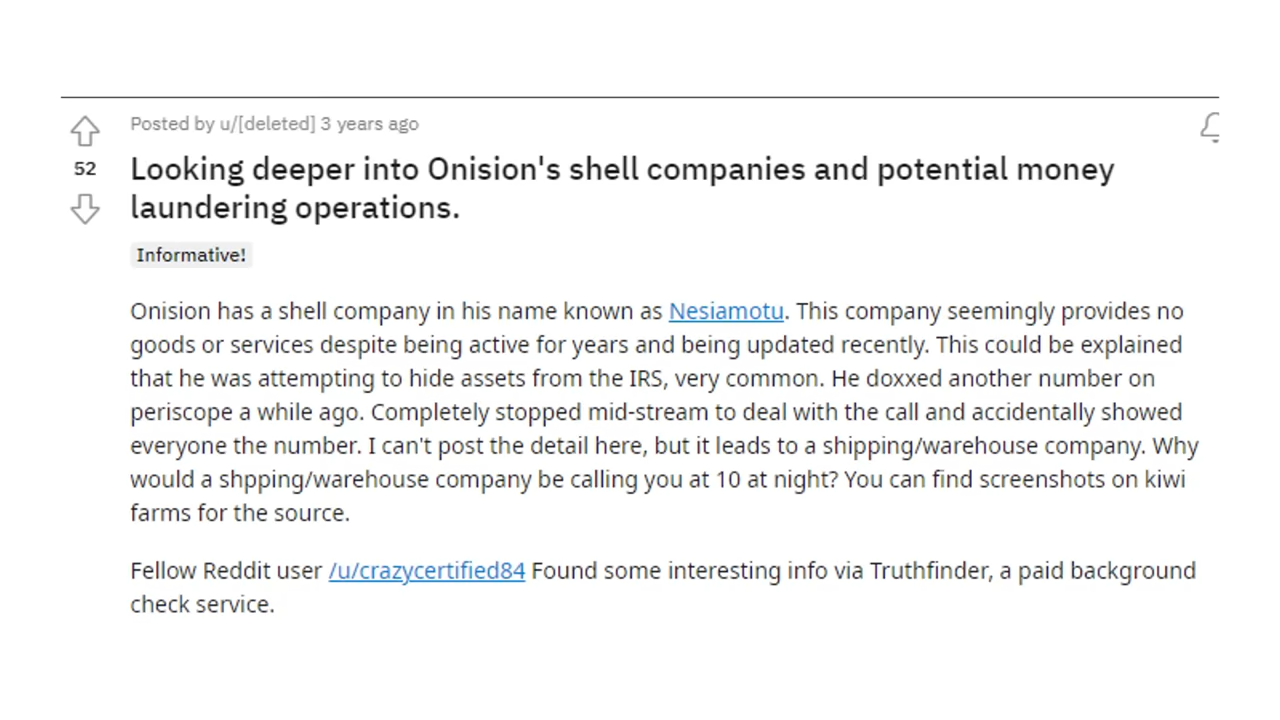 Posted by u/[deleted] 3 years ago
52
Looking deeper into Onision's shell companies and potential money
laundering operations.
Informative!
Onision has a shell company in his name known as Nesiamotu. This company seemingly provides no
goods or services despite being active for years and being updated recently. This could be explained
that he was attempting to hide assets from the IRS, very common. He doxxed another number on
periscope a while ago. Completely stopped mid-stream to deal with the call and accidentally showed
everyone the number. I can't post the detail here, but it leads to a shipping/warehouse company. Why
would a shpping/warehouse company be calling you at 10 at night? You can find screenshots on kiwi
farms for the source.
Fellow Reddit user /u/crazycertified84 Found some interesting info via Truthfinder, a paid background
check service.